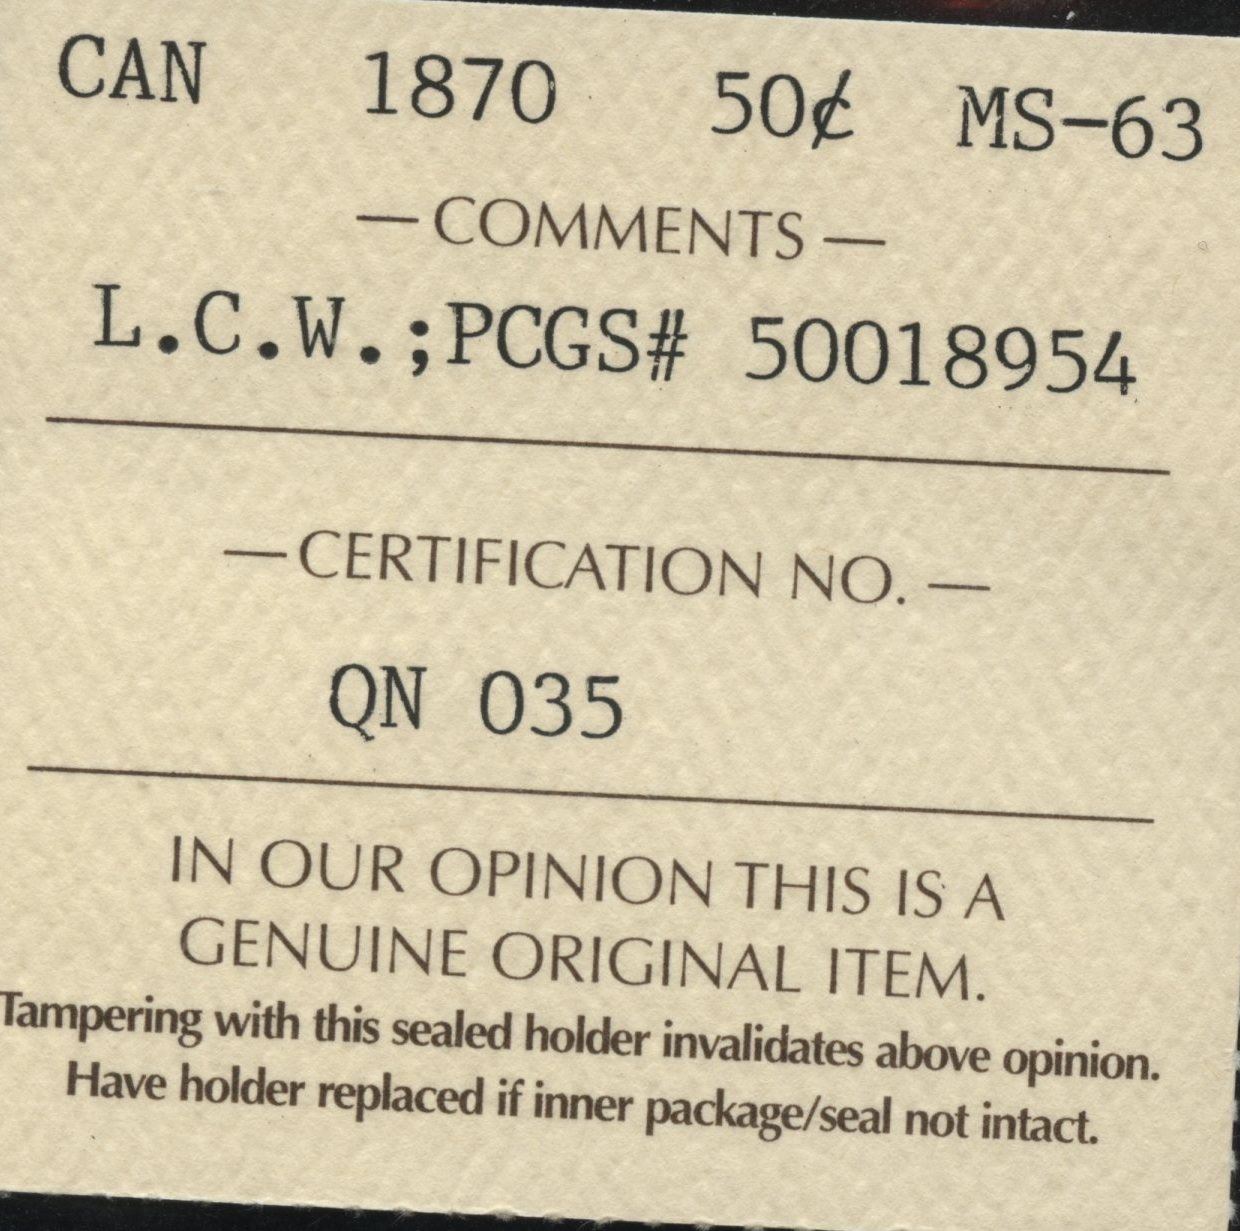 CAN 1870 50¢ MS-63
— COMMENTS —
L.C.W.;PCGS# 50018954
— CERTIFICATION NO. —
QN 035
IN OUR OPINION THIS IS A
GENUINE ORIGINAL ITEM.
Tampering with this sealed holder invalidates above opinion.
Have holder replaced if inner package/seal not intact.